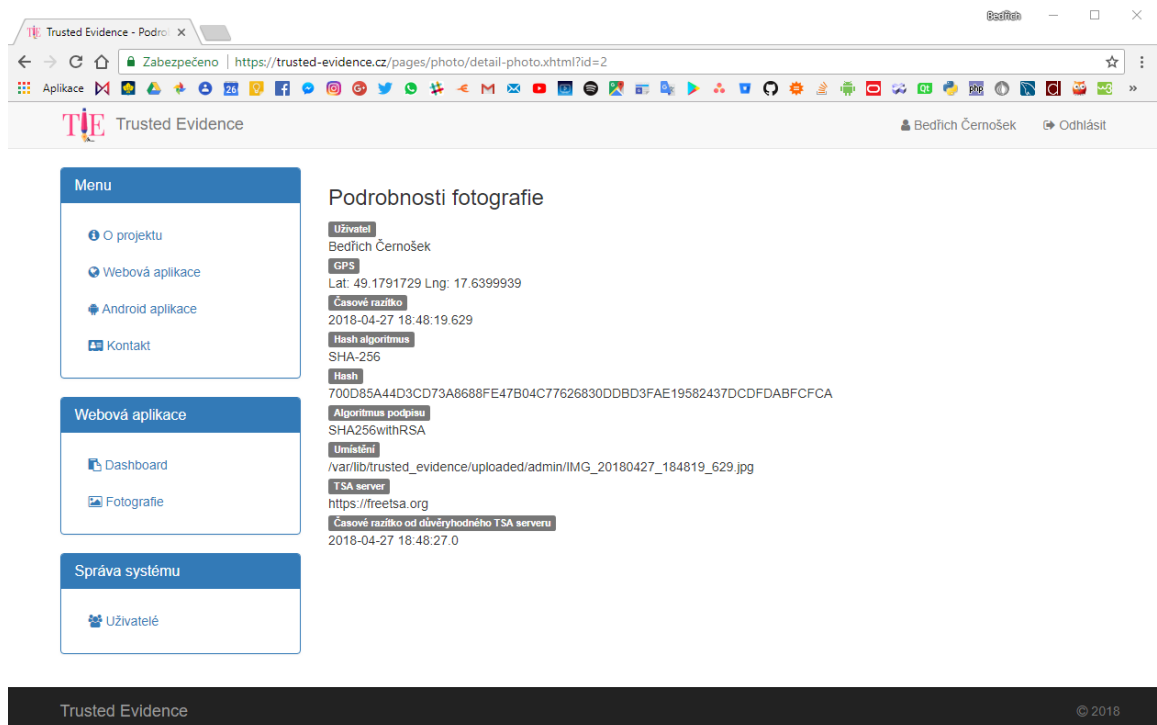 Bedřich
Trusted Evidence - Podro
Zabezpečeno | https://trusted-evidence.cz/pages/photo/detail-photo.xhtml?id=2
Aplikace
TE Trusted Evidence
Bedřich Černošek Odhlásit
Menu
O projektu
Webová aplikace
Android aplikace
Kontakt
Webová aplikace
Dashboard
Fotografie
Správa systému
Uživatelé
Podrobnosti fotografie
Uživatel
Bedřich Černošek
GPS
Lat: 49.1791729 Lng: 17.6399939
Časové razítko
2018-04-27 18:48:19.629
Hash algoritmus
SHA-256
Hash
700D85A44D3CD73A8688FE47B04C77626830DDBD3FAE19582437DCDFDABFCFCA
Algoritmus podpisu
SHA256withRSA
Umístění
/var/lib/trusted_evidence/uploaded/admin/IMG_20180427_184819_629.jpg
TSA server
https://freetsa.org
Časové razítko od důvěryhodného TSA serveru
2018-04-27 18:48:27.0
Trusted Evidence
© 2018